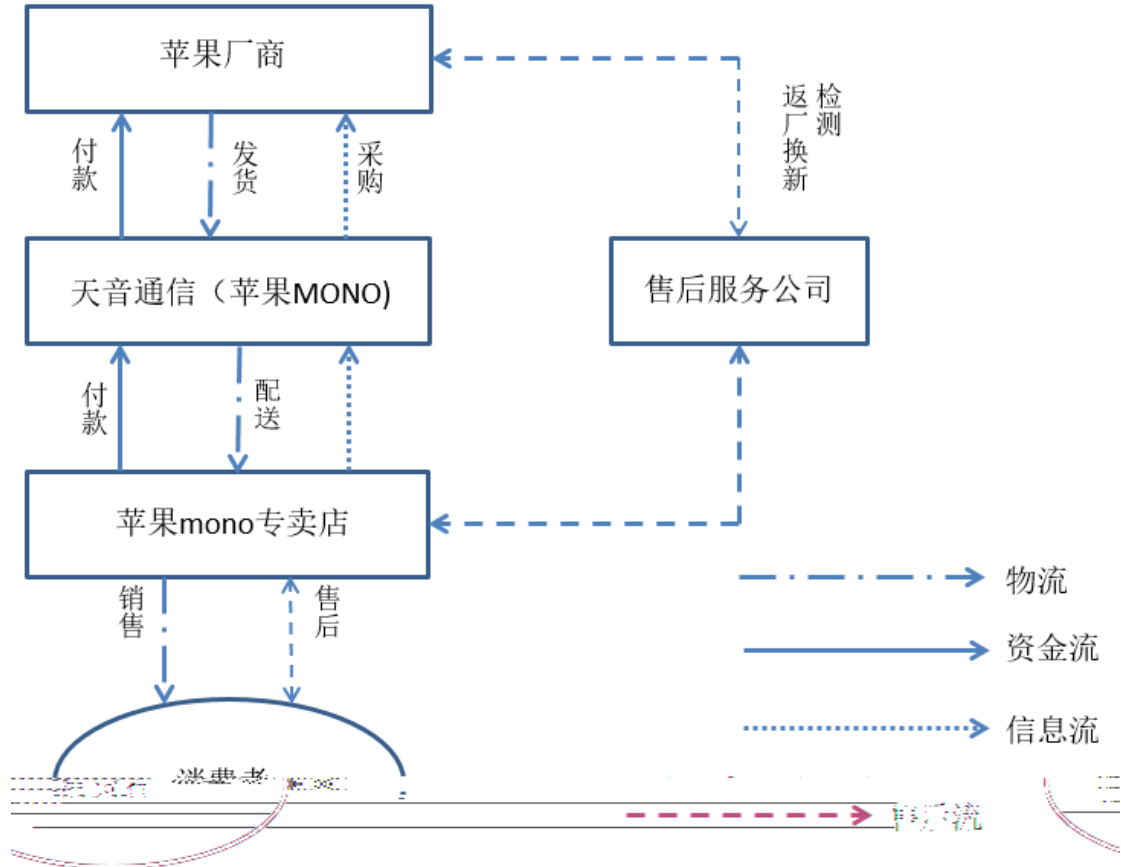 苹果厂商
付款
发货
采购
检测
返厂换新
天音通信（苹果MONO)
售后服务公司
付款
配送
苹果mono专卖店
销售
售后
物流
资金流
信息流
消费者